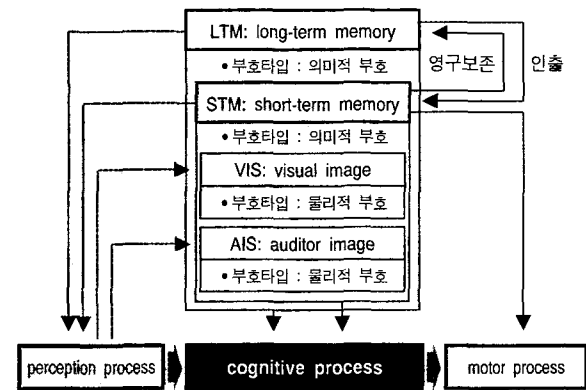 LTM: long-term memory
• 부호타입 : 의미적 부호
영구보존
인출
STM: short-term memory
• 부호타입 : 의미적 부호
VIS: visual image
• 부호타입 : 물리적 부호
AIS: auditor image
• 부호타입 : 물리적 부호
perception process
cognitive process
motor process